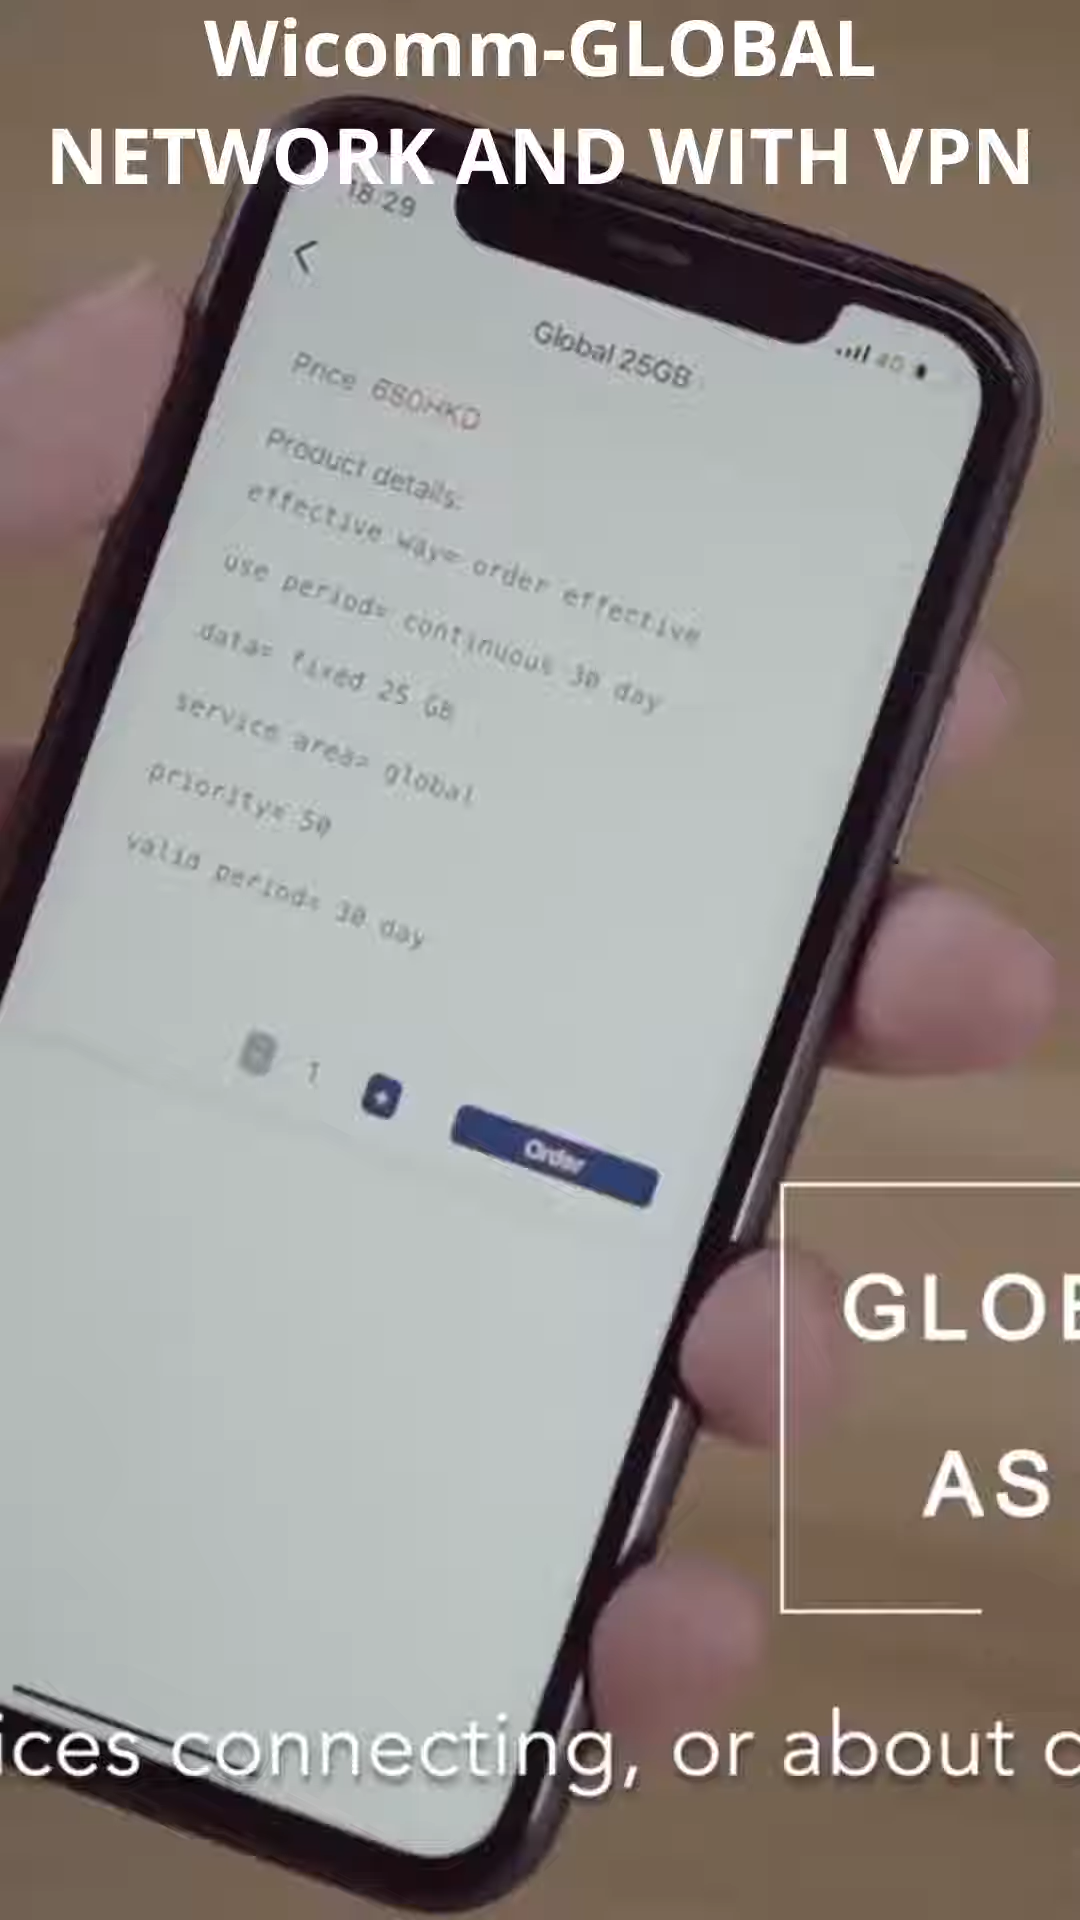 Wicomm-GLOBAL
NETWORK AND WITH VPN
18:29
4G
Global 25GB
Price 680HKD
Product details:
effective way= order effective
use period= continuous 30 day
data= fixed 25 GB
service area= global
priority= 50
valid period= 30 day
1
Order
GLOB
AS
ices connecting, or about